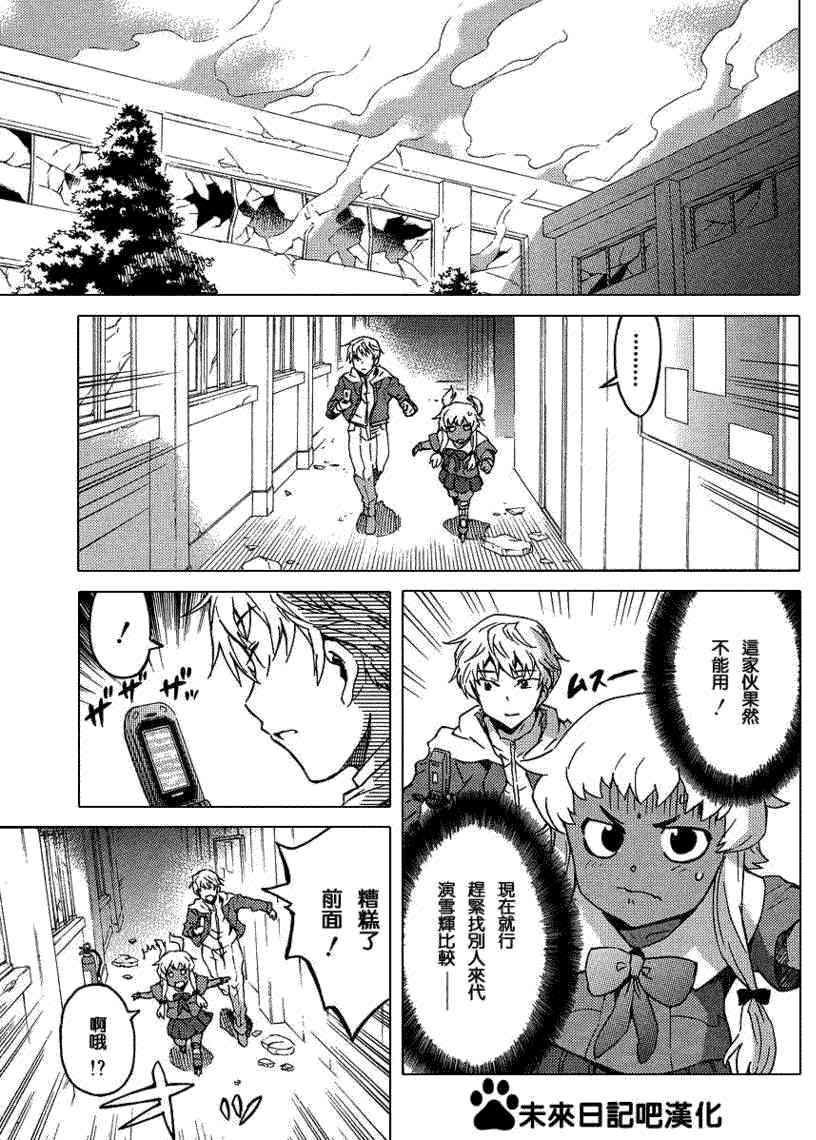 ………
這家伙果然
不能用！
ムスー
現在就行
趕緊找別人來代
演雪輝比較——
！
ザザザ
糟糕了
前面！
啊哦!?
未來日記吧漢化